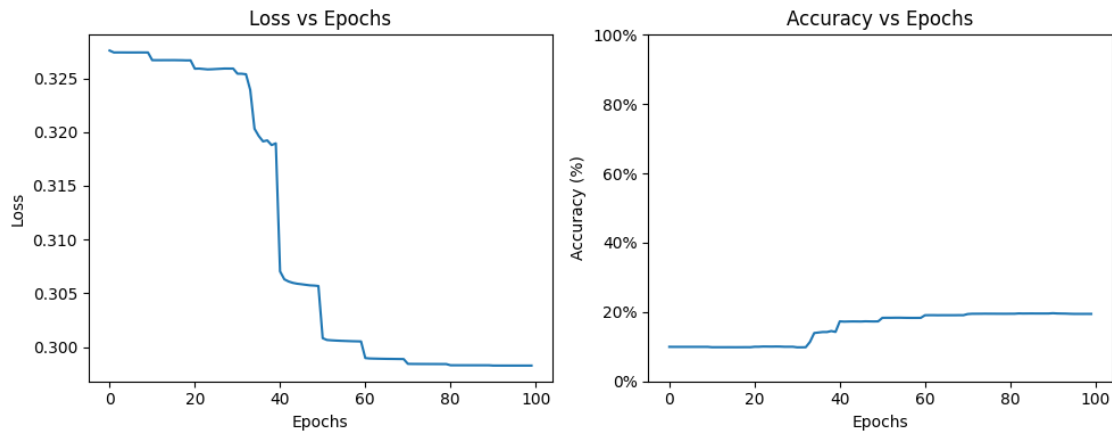 Loss vs Epochs
0.325
0.320
0.315
0.310
0.305
0.300
Loss
0 20 40 60 80 100
Epochs
Accuracy vs Epochs
100%
80%
60%
40%
20%
0%
Accuracy (%)
0 20 40 60 80 100
Epochs